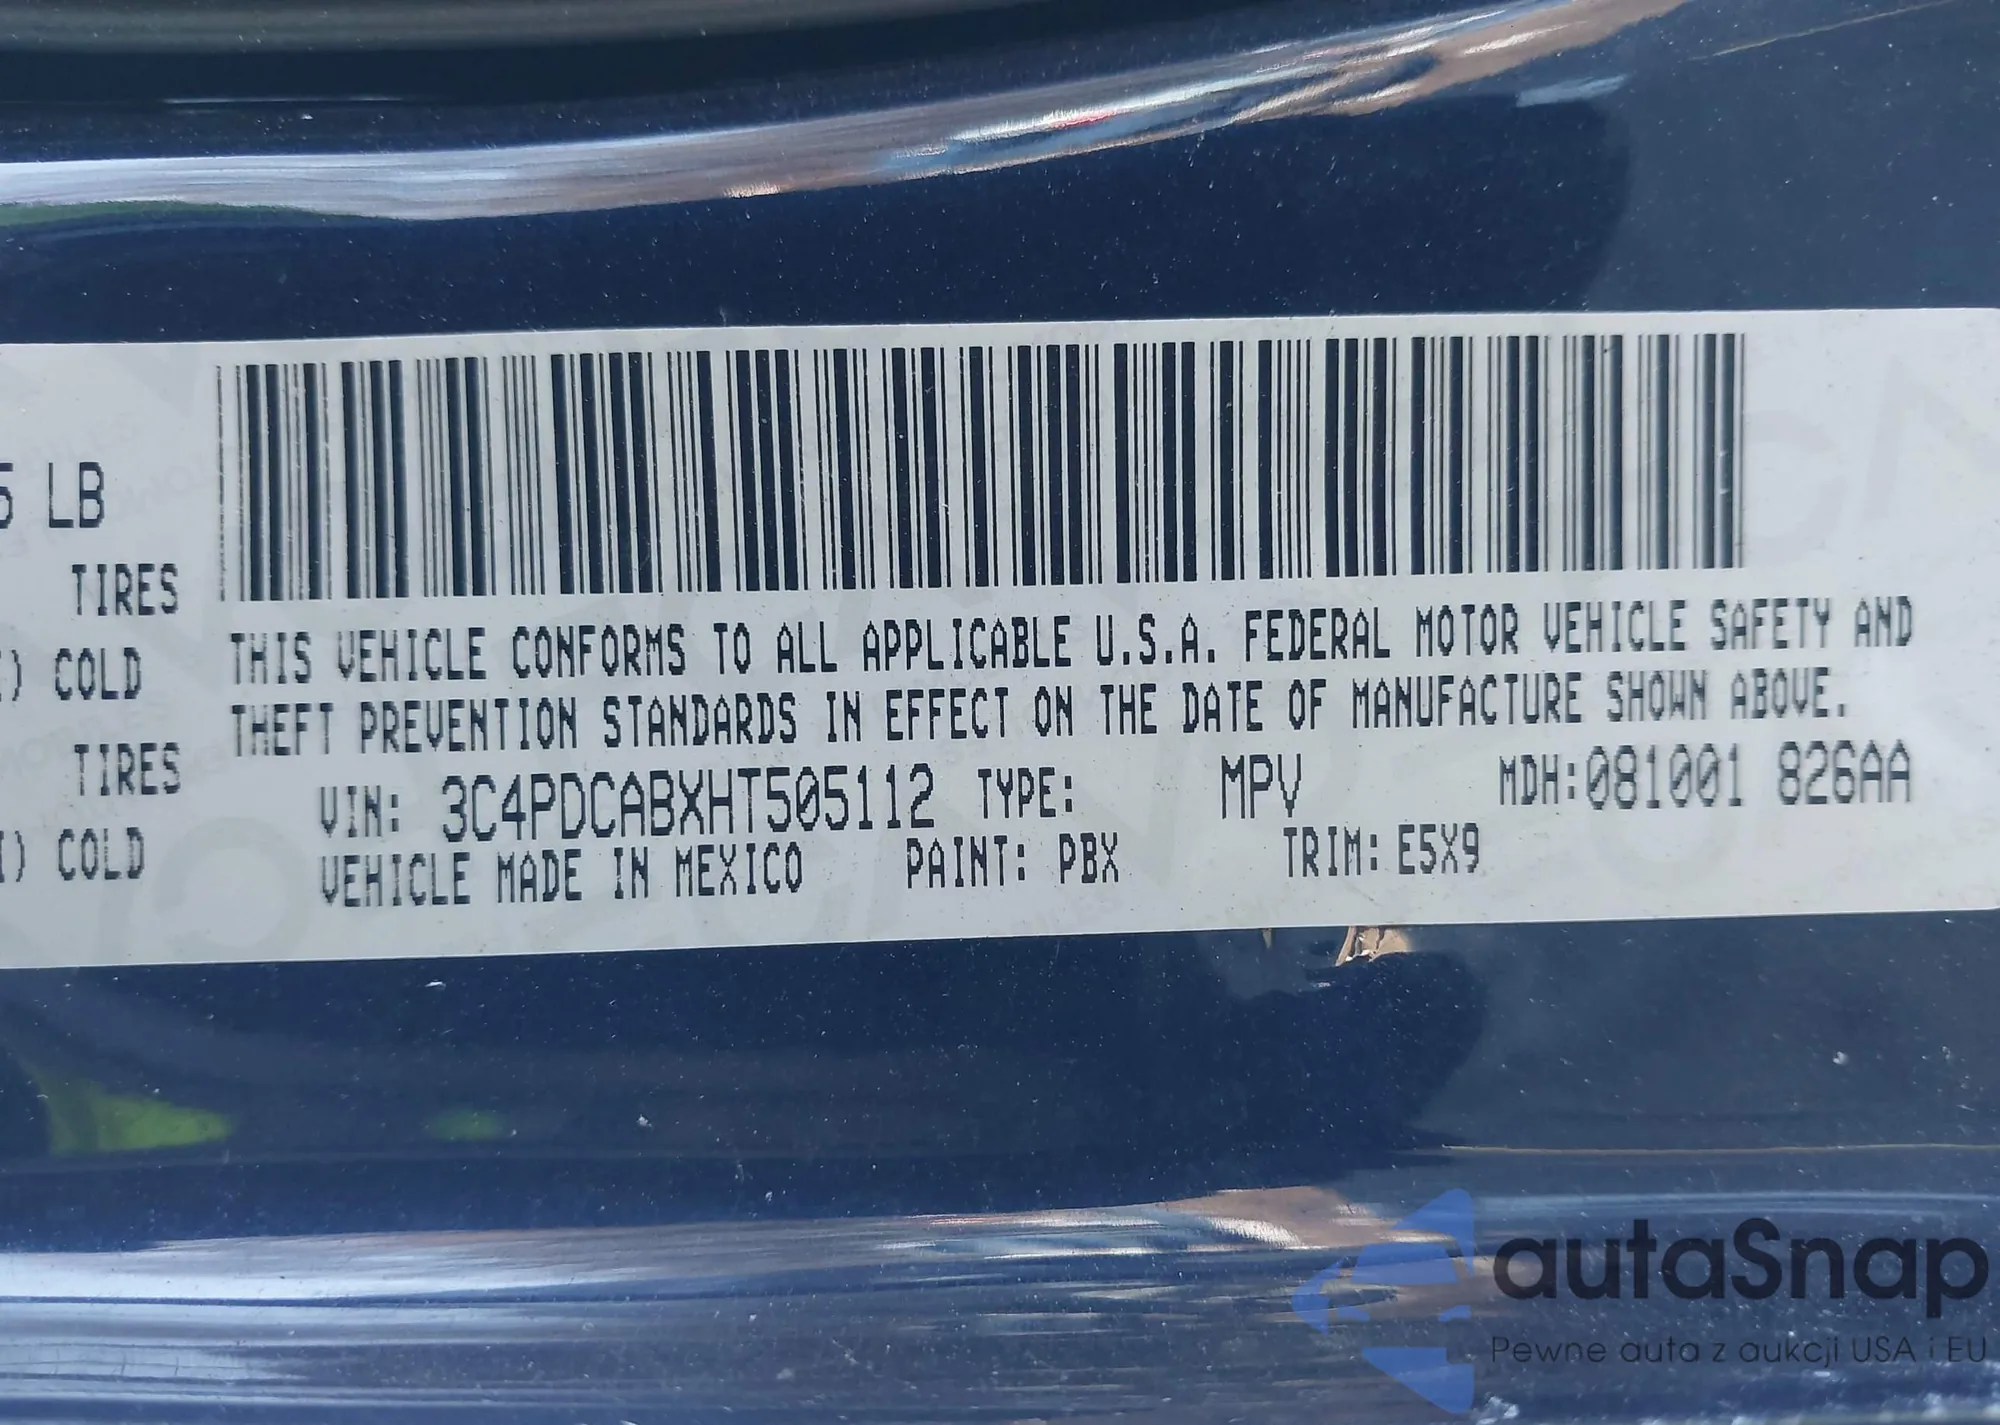 5 LB
TIRES
) COLD
TIRES
) COLD
THIS VEHICLE CONFORMS TO ALL APPLICABLE U.S.A. FEDERAL MOTOR VEHICLE SAFETY AND
THEFT PREVENTION STANDARDS IN EFFECT ON THE DATE OF MANUFACTURE SHOWN ABOVE.
VIN: 3C4PDCABXHT505112 TYPE: MPV MDH:081001 826AA
VEHICLE MADE IN MEXICO PAINT: PBX TRIM: E5X9
autaSnap
Pewne auta z aukcji USA i EU